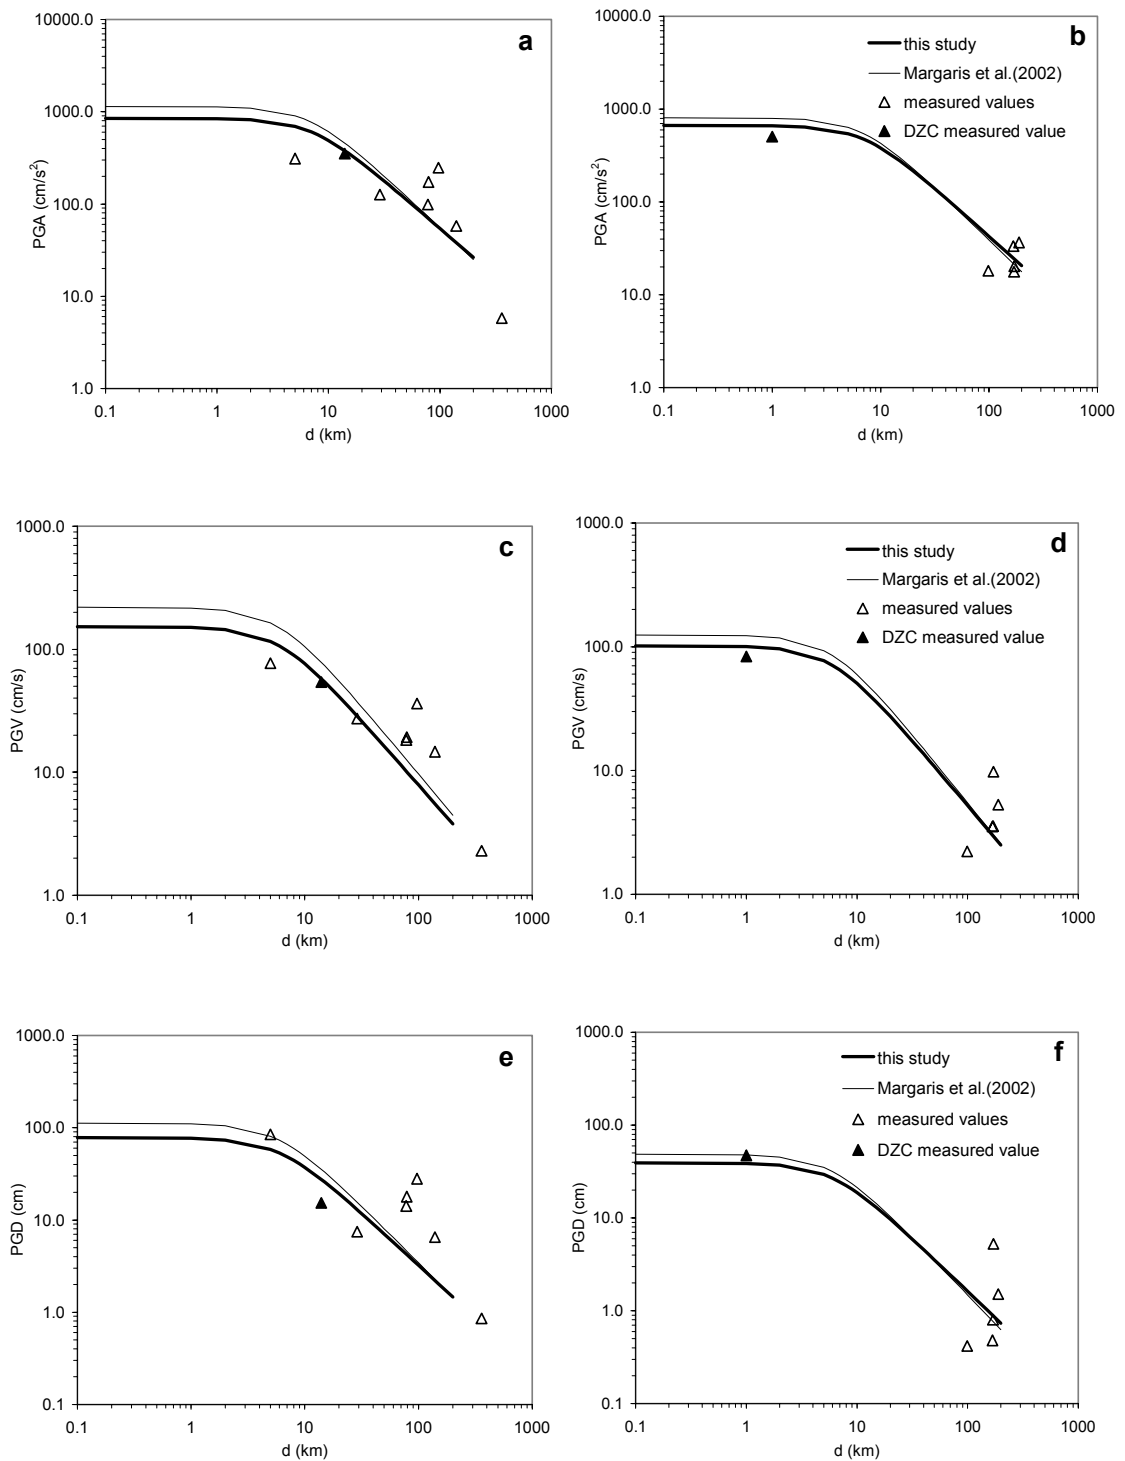 a
10000.0
1000.0
100.0
10.0
1.0
PGA (cm/s²)
0.1 1 10 100 1000
d (km)
b
this study
Margaris et al.(2002)
measured values
DZC measured value
10000.0
1000.0
100.0
10.0
1.0
PGA (cm/s²)
0.1 1 10 100 1000
d (km)
c
1000.0
100.0
10.0
1.0
PGV (cm/s)
0.1 1 10 100 1000
d (km)
d
this study
Margaris et al.(2002)
measured values
DZC measured value
1000.0
100.0
10.0
1.0
PGV (cm/s)
0.1 1 10 100 1000
d (km)
e
1000.0
100.0
10.0
1.0
0.1
PGD (cm)
0.1 1 10 100 1000
d (km)
f
this study
Margaris et al.(2002)
measured values
DZC measured value
1000.0
100.0
10.0
1.0
0.1
PGD (cm)
0.1 1 10 100 1000
d (km)